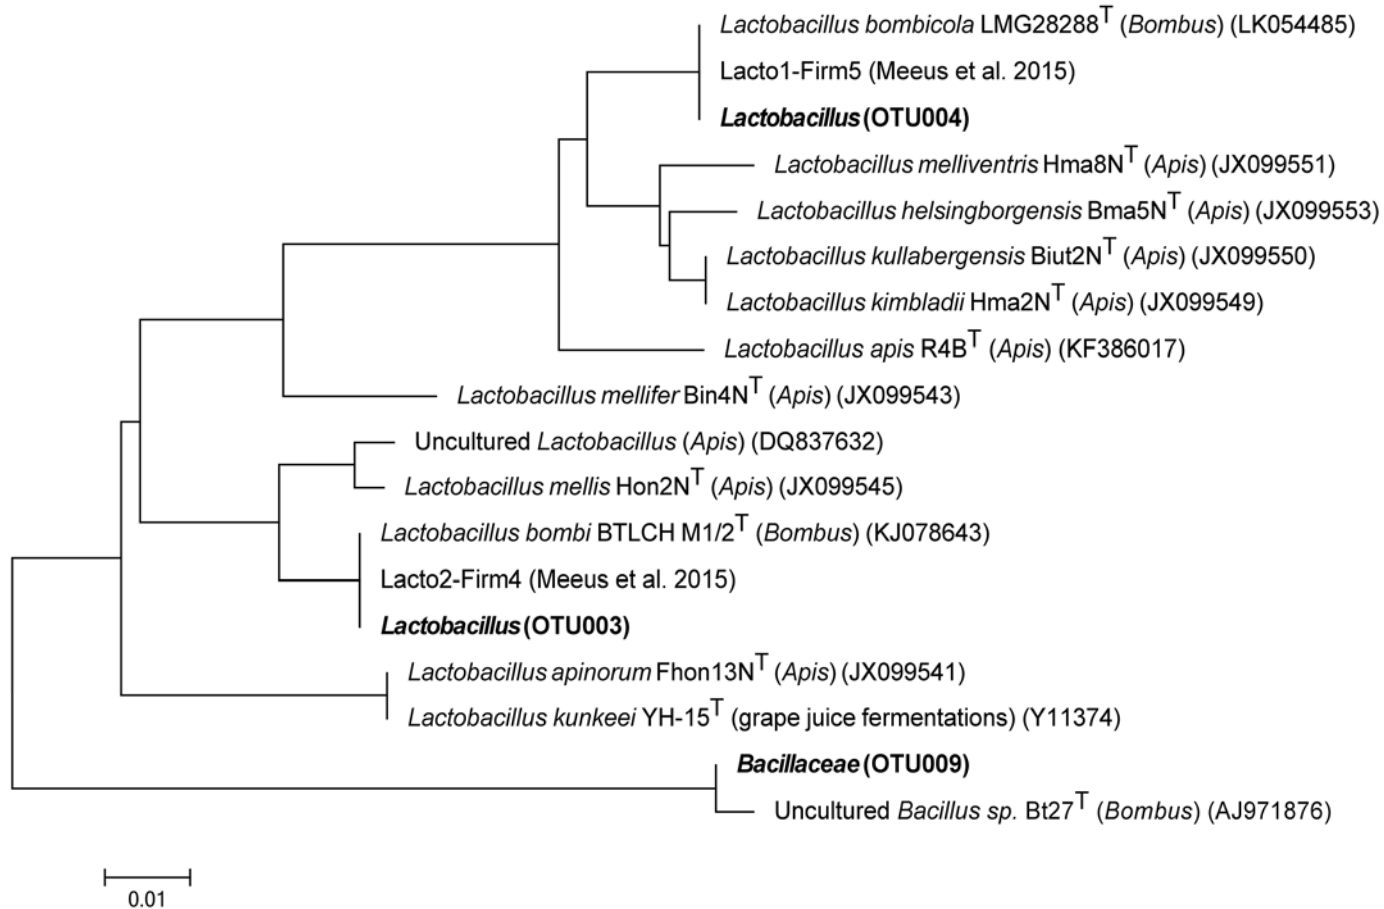 Lactobacillus bombicola LMG28288T (Bombus) (LK054485)
Lacto1-Firm5 (Meeus et al. 2015)
Lactobacillus (OTU004)
Lactobacillus melliventris Hma8NT (Apis) (JX099551)
Lactobacillus helsingborgensis Bma5NT (Apis) (JX099553)
Lactobacillus kullabergensis Biut2NT (Apis) (JX099550)
Lactobacillus kimbladii Hma2NT (Apis) (JX099549)
Lactobacillus apis R4BT (Apis) (KF386017)
Lactobacillus mellifer Bin4NT (Apis) (JX099543)
Uncultured Lactobacillus (Apis) (DQ837632)
Lactobacillus mellis Hon2NT (Apis) (JX099545)
Lactobacillus bombi BTLCH M1/2T (Bombus) (KJ078643)
Lacto2-Firm4 (Meeus et al. 2015)
Lactobacillus (OTU003)
Lactobacillus apinorum Fhon13NT (Apis) (JX099541)
Lactobacillus kunkeei YH-15T (grape juice fermentations) (Y11374)
Bacillaceae (OTU009)
Uncultured Bacillus sp. Bt27T (Bombus) (AJ971876)
0.01